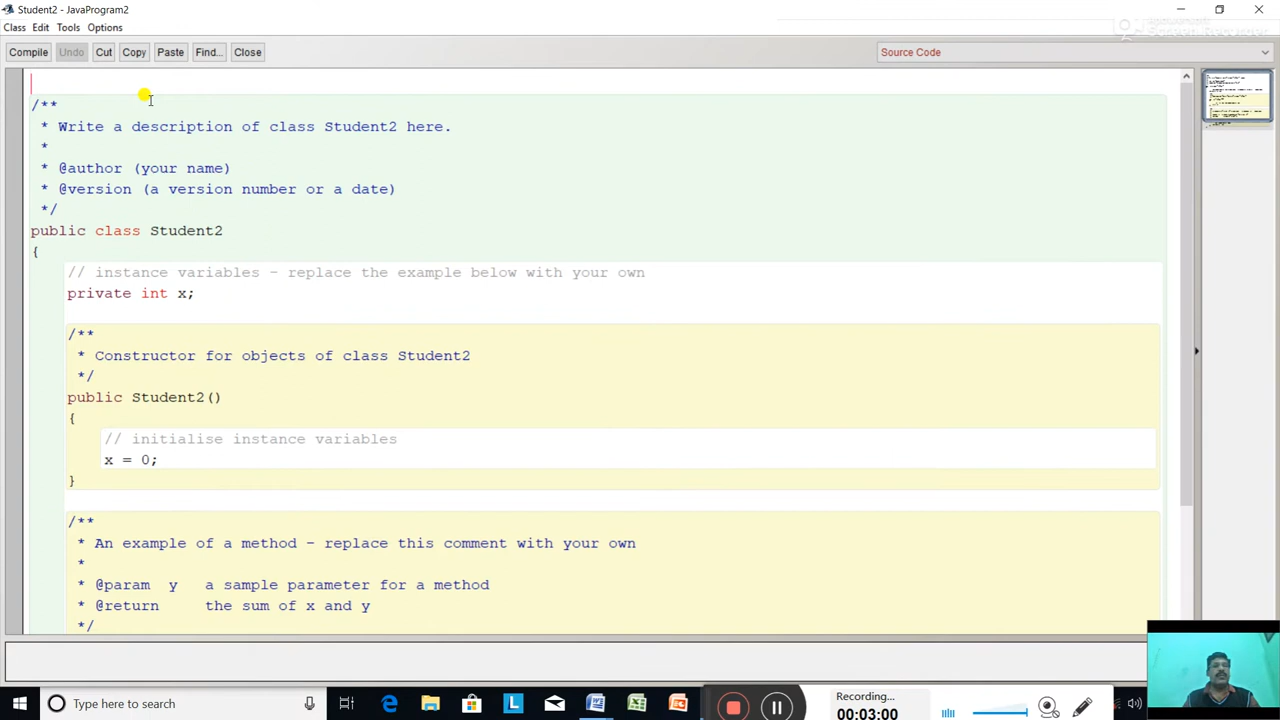 Student2 - JavaProgram2
Class Edit Tools Options
Compile Undo Cut Copy Paste Find... Close Source Code
/**
* Write a description of class Student2 here.
*
* @author (your name)
* @version (a version number or a date)
*/
public class Student2
{
// instance variables - replace the example below with your own
private int x;
/**
* Constructor for objects of class Student2
*/
public Student2()
{
// initialise instance variables
x = 0;
}
/**
* An example of a method - replace this comment with your own
*
* @param y a sample parameter for a method
* @return the sum of x and y
*/
Type here to search
Recording...
00:03:00
Screen Recorder